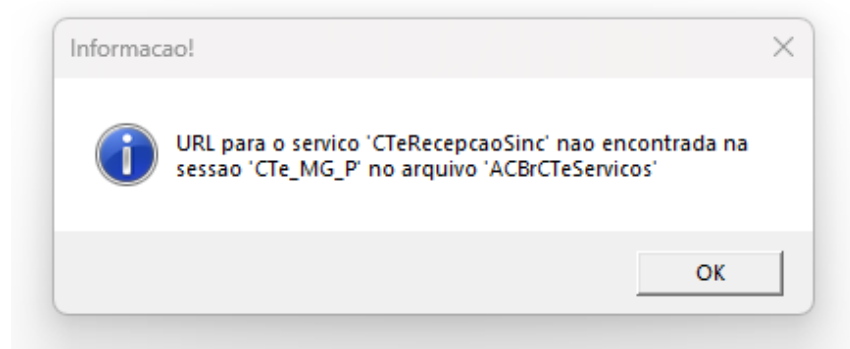 Informacao!
URL para o servico 'CTeRecepcaoSinc' nao encontrada na
sessao 'CTe_MG_P' no arquivo 'ACBrCTeServicos'
OK